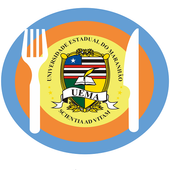 UNIVERSIDADE ESTADUAL DO MARANHÃO
UEMA
SCIENTIA AD VITAM